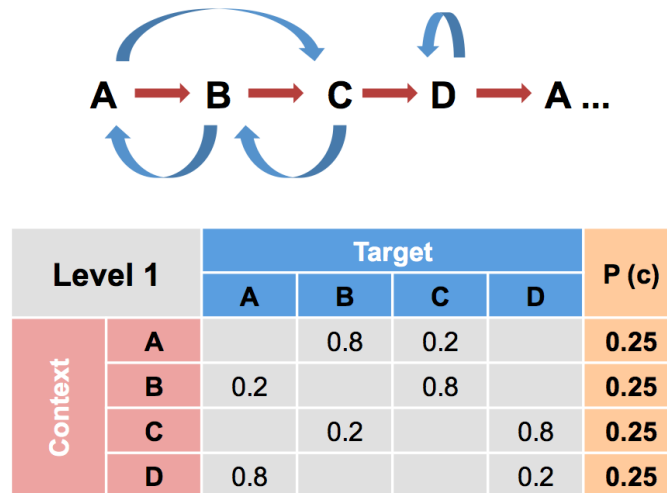 A B C D A ...
Level 1 Target P (c)
A B C D
Context
A 0.8 0.2 0.25
B 0.2 0.8 0.25
C 0.2 0.8 0.25
D 0.8 0.2 0.25